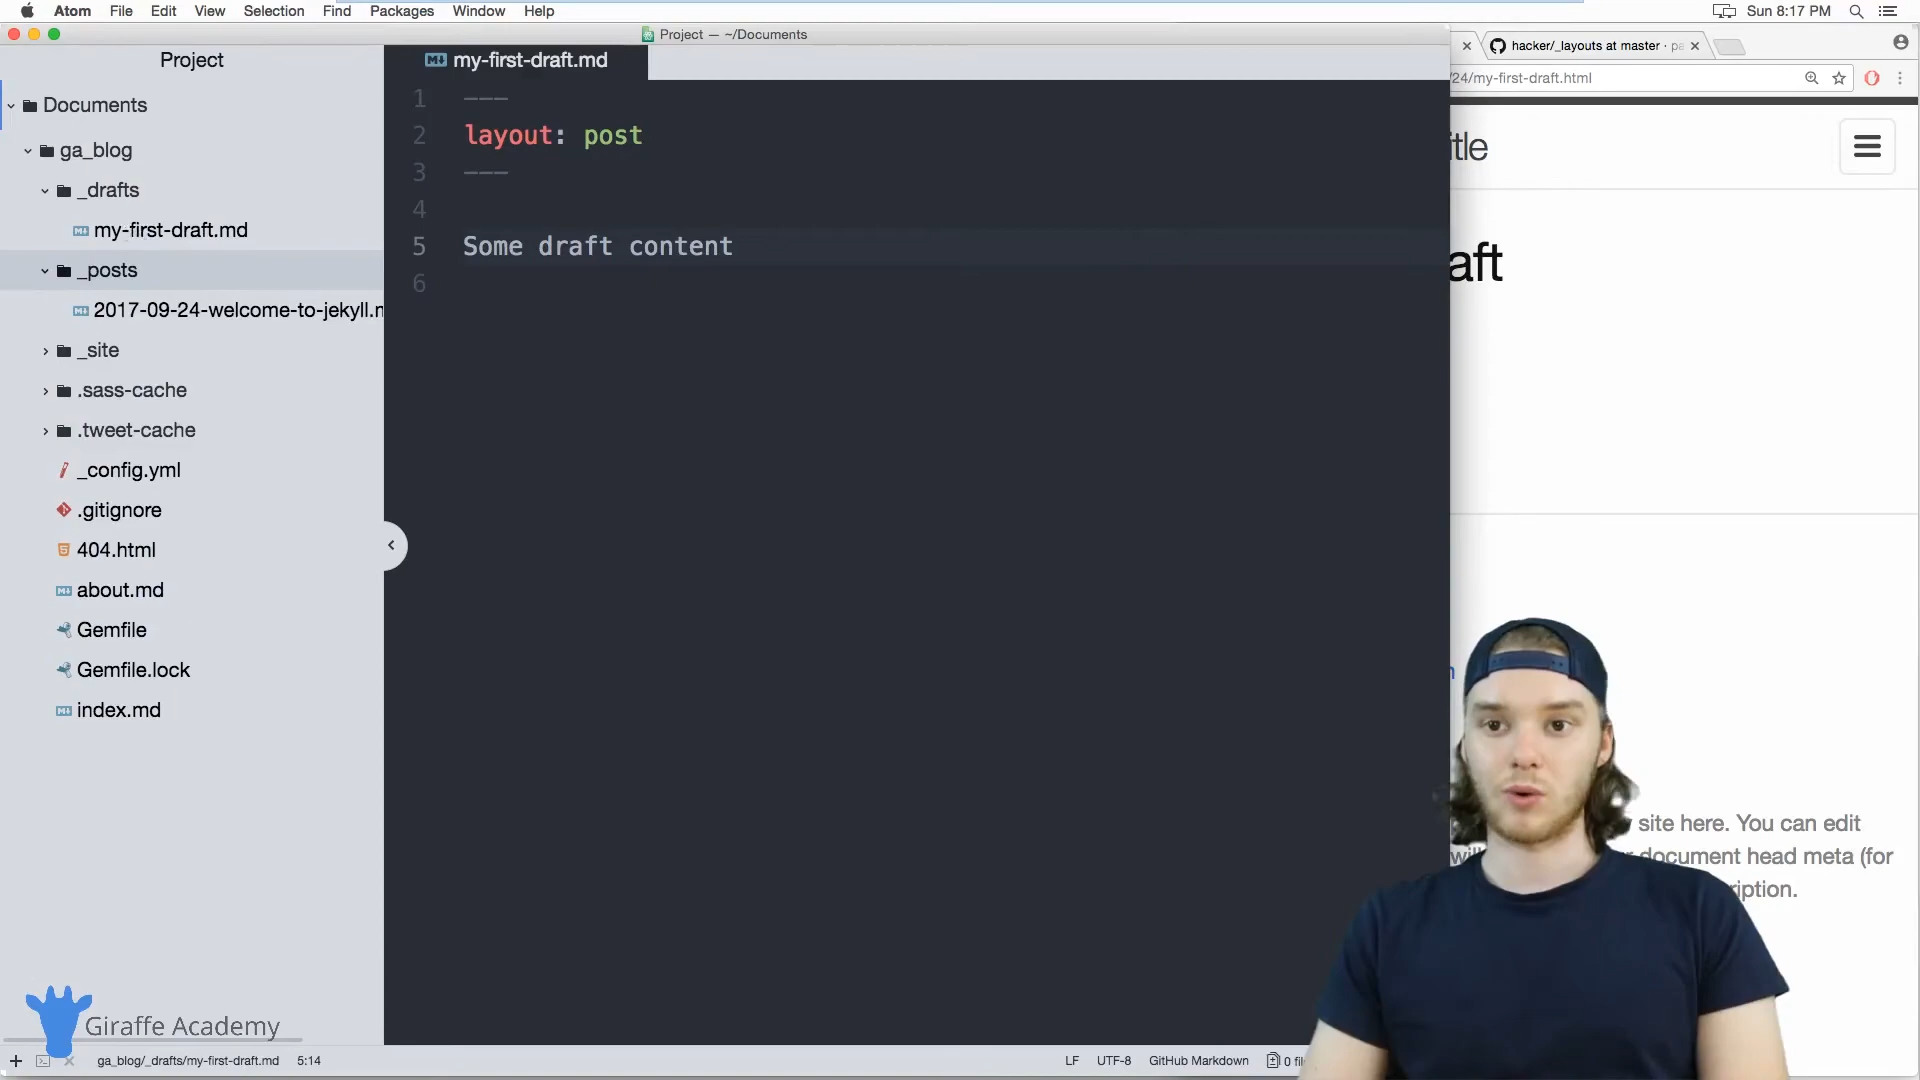 Atom File Edit View Selection Find Packages Window Help Sun 8:17 PM
Project — ~/Documents
hacker/_layouts at master · pa
24/my-first-draft.html
Project
my-first-draft.md
Documents
ga_blog
_drafts
my-first-draft.md
_posts
2017-09-24-welcome-to-jekyll.m
_site
.sass-cache
.tweet-cache
_config.yml
.gitignore
404.html
about.md
Gemfile
Gemfile.lock
index.md
1 ---
2 layout: post
3 ---
4
5 Some draft content
6
itle
aft
site here. You can edit
document head meta (for
ription.
Giraffe Academy
ga_blog/_drafts/my-first-draft.md 5:14
LF UTF-8 GitHub Markdown 0 fil